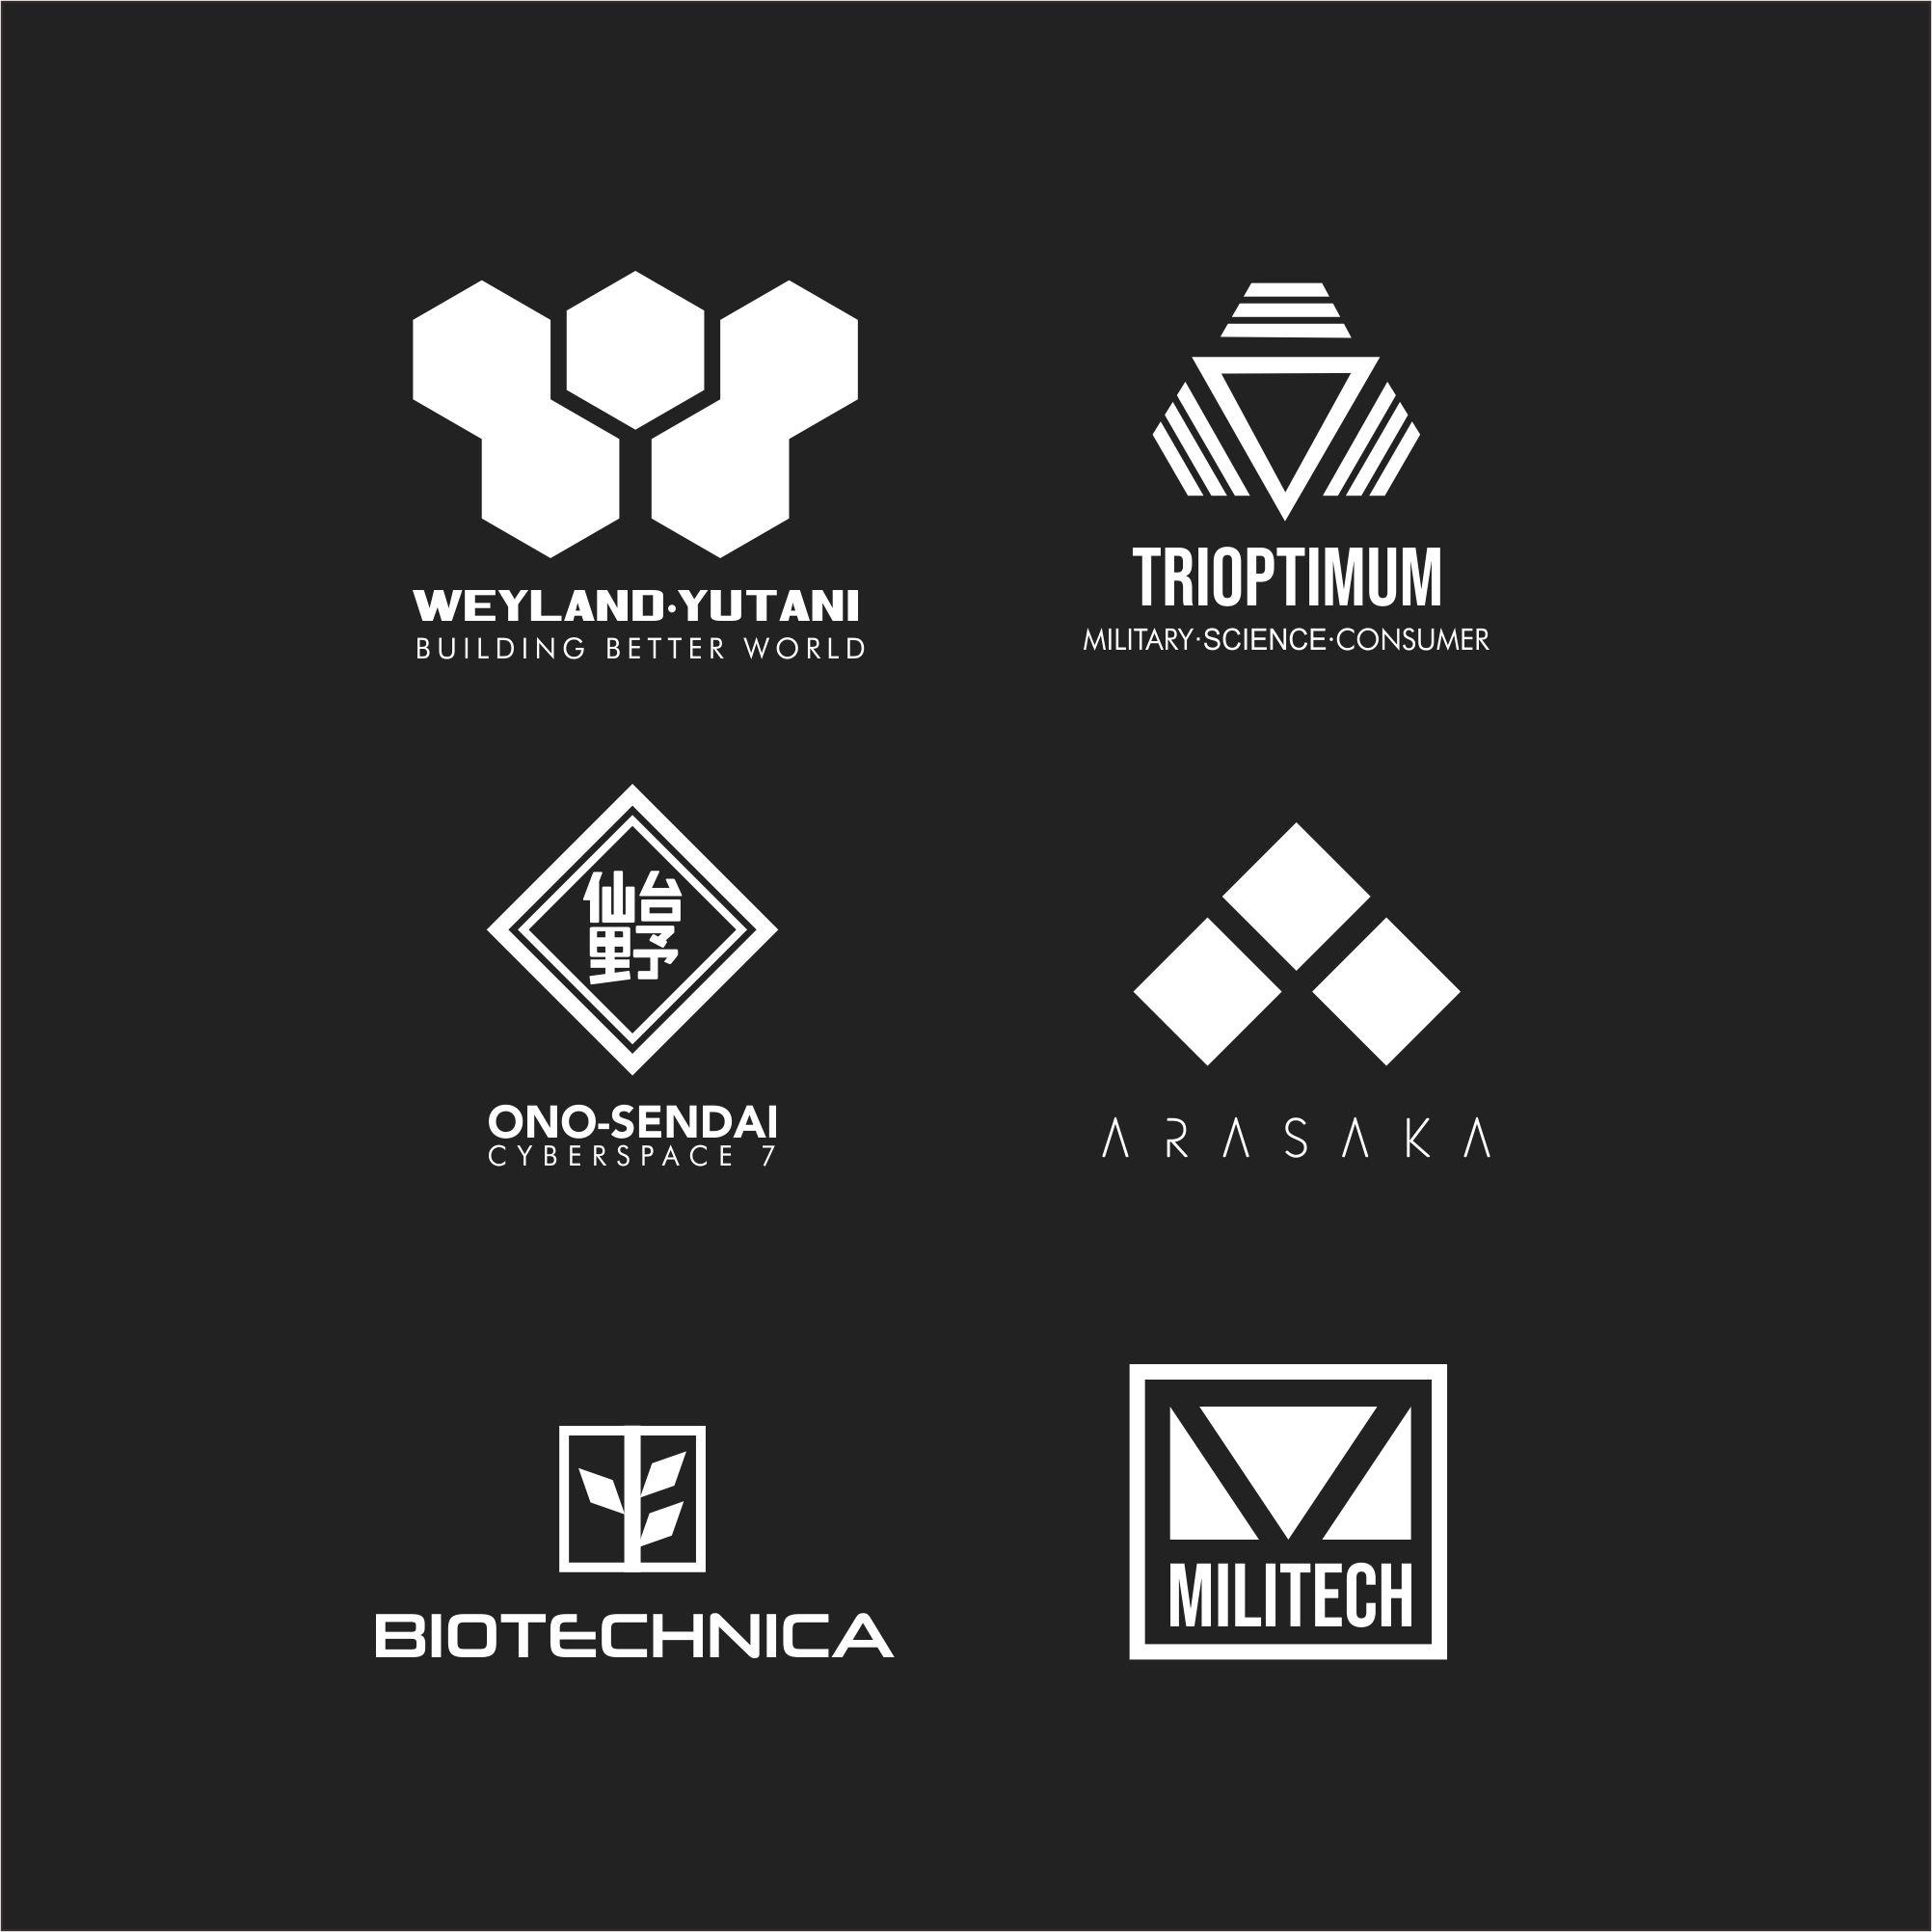 WEYLAND·YUTANI
BUILDING BETTER WORLD
TRIOPTIMUM
MILITARY·SCIENCE·CONSUMER
仙台
野
ONO-SENDAI
CYBERSPACE 7
ARASAKA
BIOTECHNICA
MILITECH